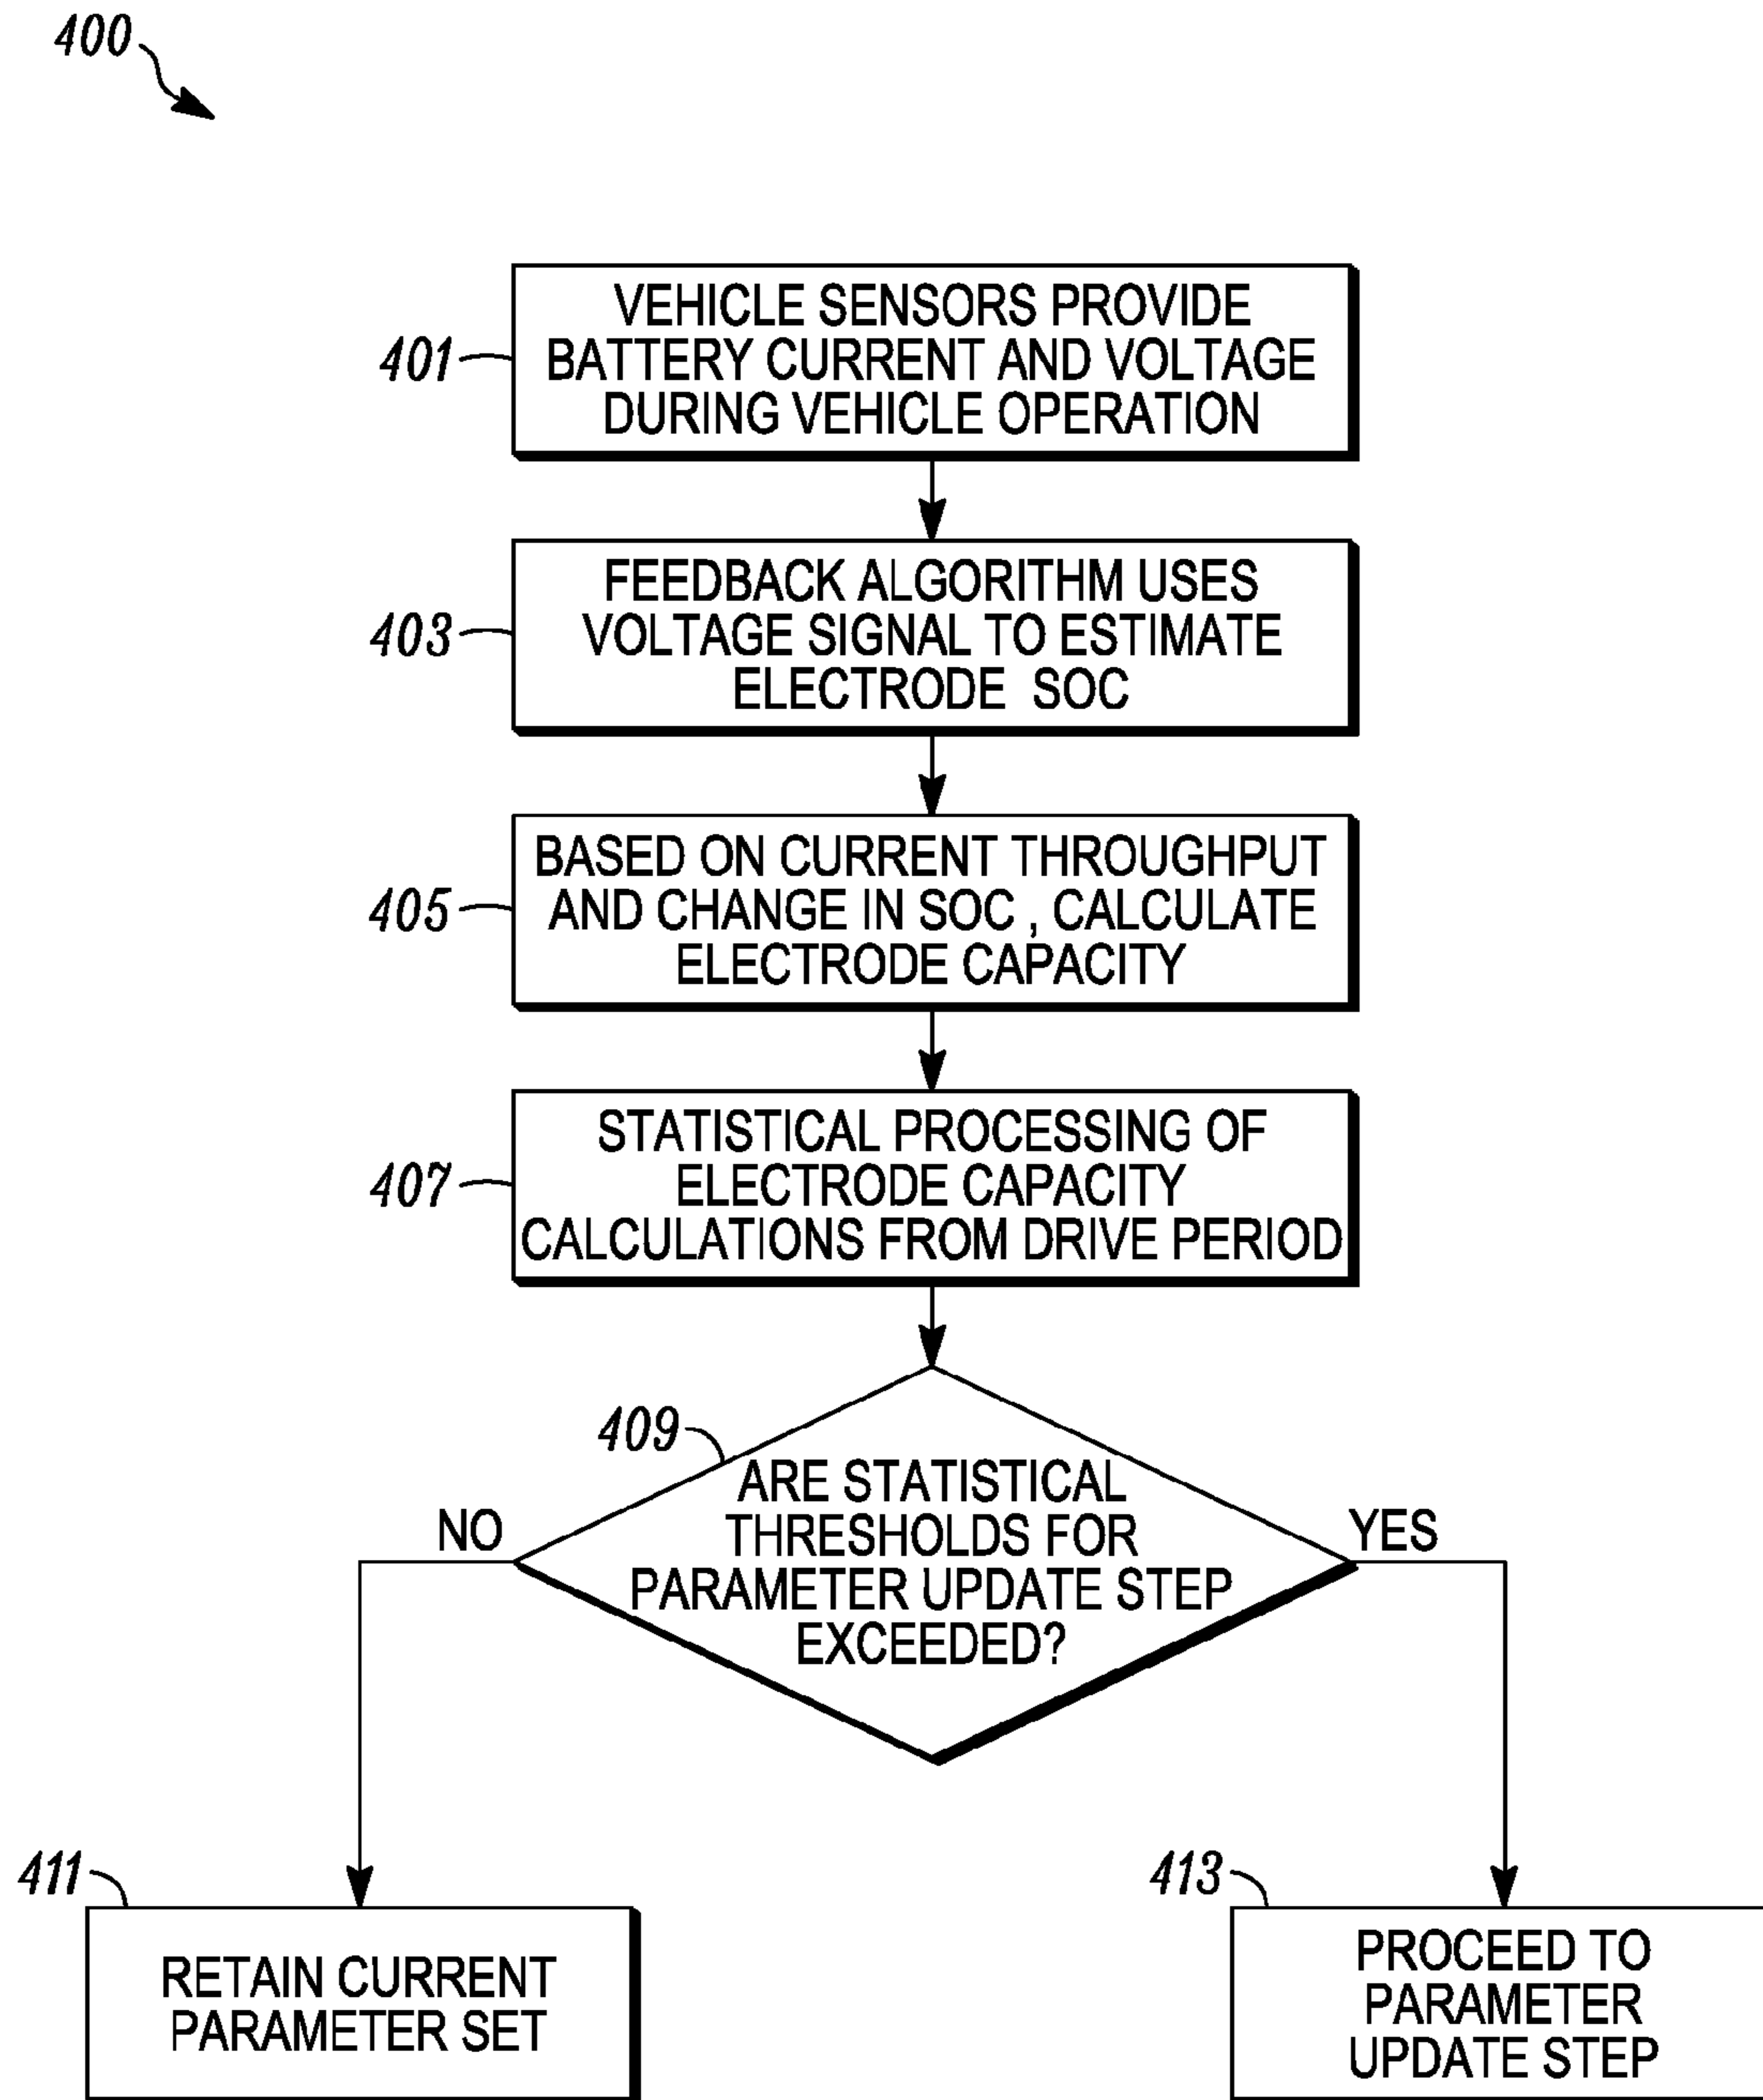 400
401
VEHICLE SENSORS PROVIDE
BATTERY CURRENT AND VOLTAGE
DURING VEHICLE OPERATION
403
FEEDBACK ALGORITHM USES
VOLTAGE SIGNAL TO ESTIMATE
ELECTRODE SOC
405
BASED ON CURRENT THROUGHPUT
AND CHANGE IN SOC , CALCULATE
ELECTRODE CAPACITY
407
STATISTICAL PROCESSING OF
ELECTRODE CAPACITY
CALCULATIONS FROM DRIVE PERIOD
409
ARE STATISTICAL
THRESHOLDS FOR
PARAMETER UPDATE STEP
EXCEEDED?
NO
YES
411
RETAIN CURRENT
PARAMETER SET
413
PROCEED TO
PARAMETER
UPDATE STEP